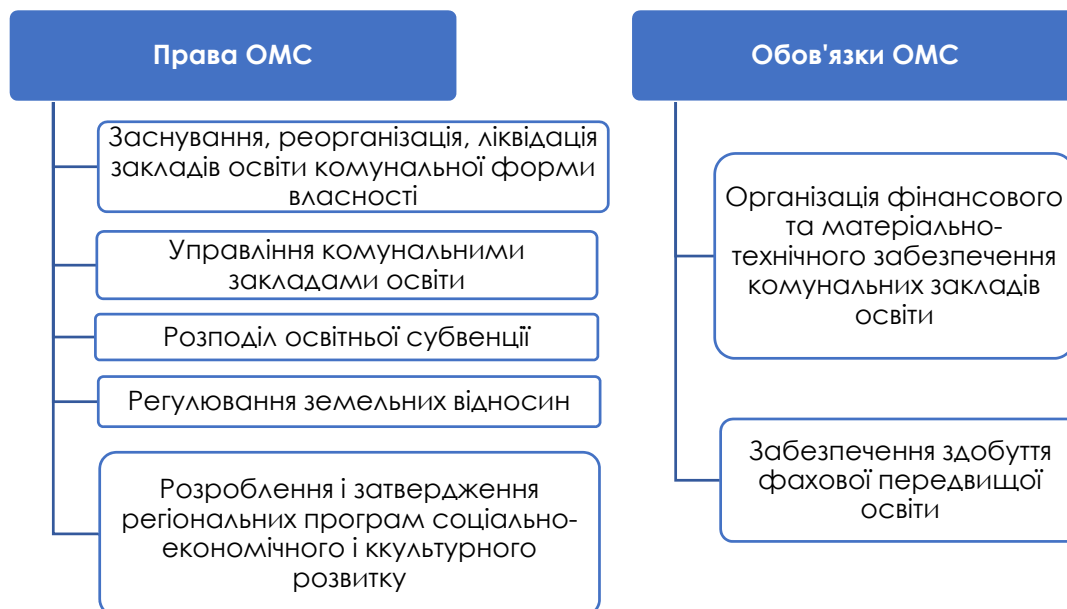 Права ОМС
Заснування, реорганізація, ліквідація
закладів освіти комунальної форми
власності
Управління комунальними
закладами освіти
Розподіл освітньої субвенції
Регулювання земельних відносин
Розроблення і затвердження
регіональних програм соціально-
економічного і ккультурного
розвитку
Обов'язки ОМС
Організація фінансового
та матеріально-
технічного забезпечення
комунальних закладів
освіти
Забезпечення здобуття
фахової передвищої
освіти